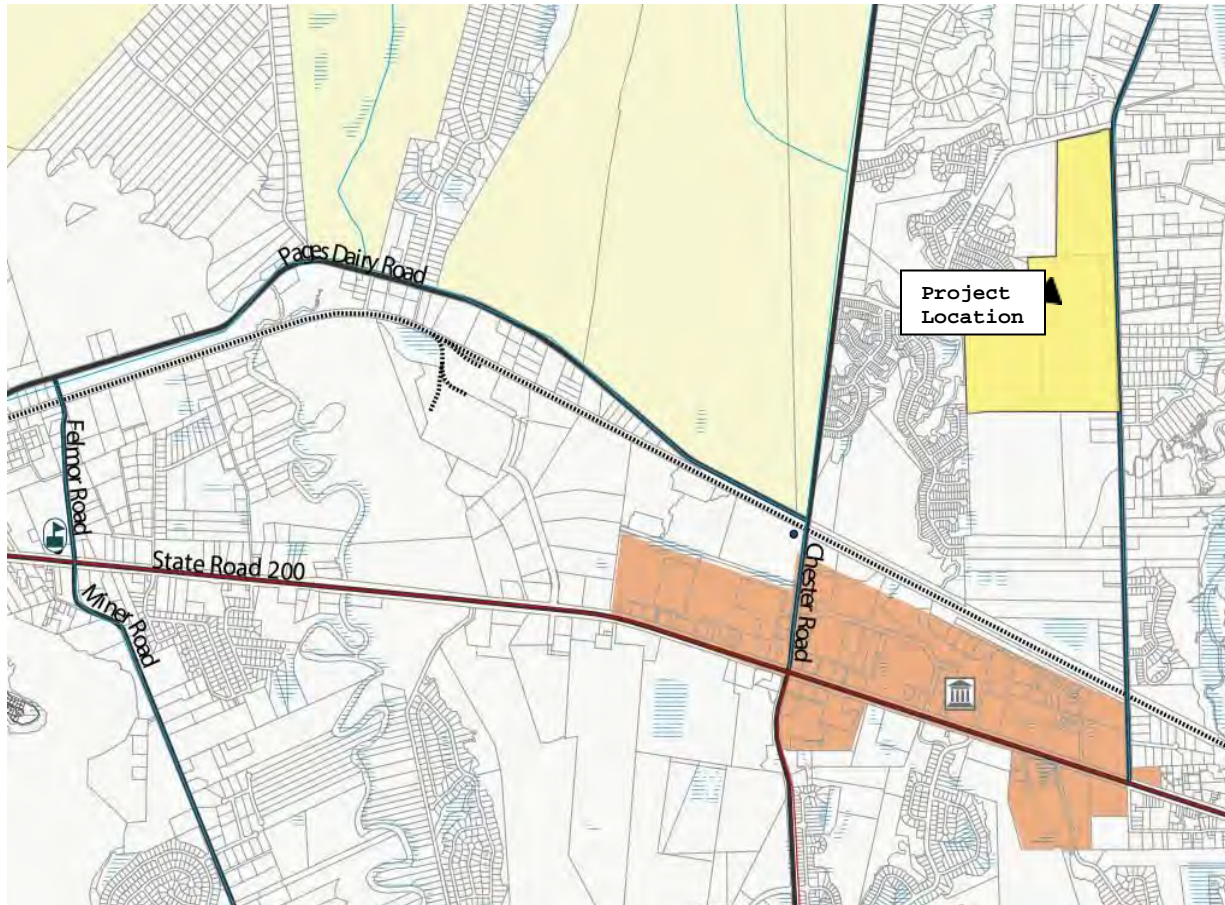 Pages Dairy Road
Project
Location
Felmor Road
State Road 200
Miner Road
Chester Road